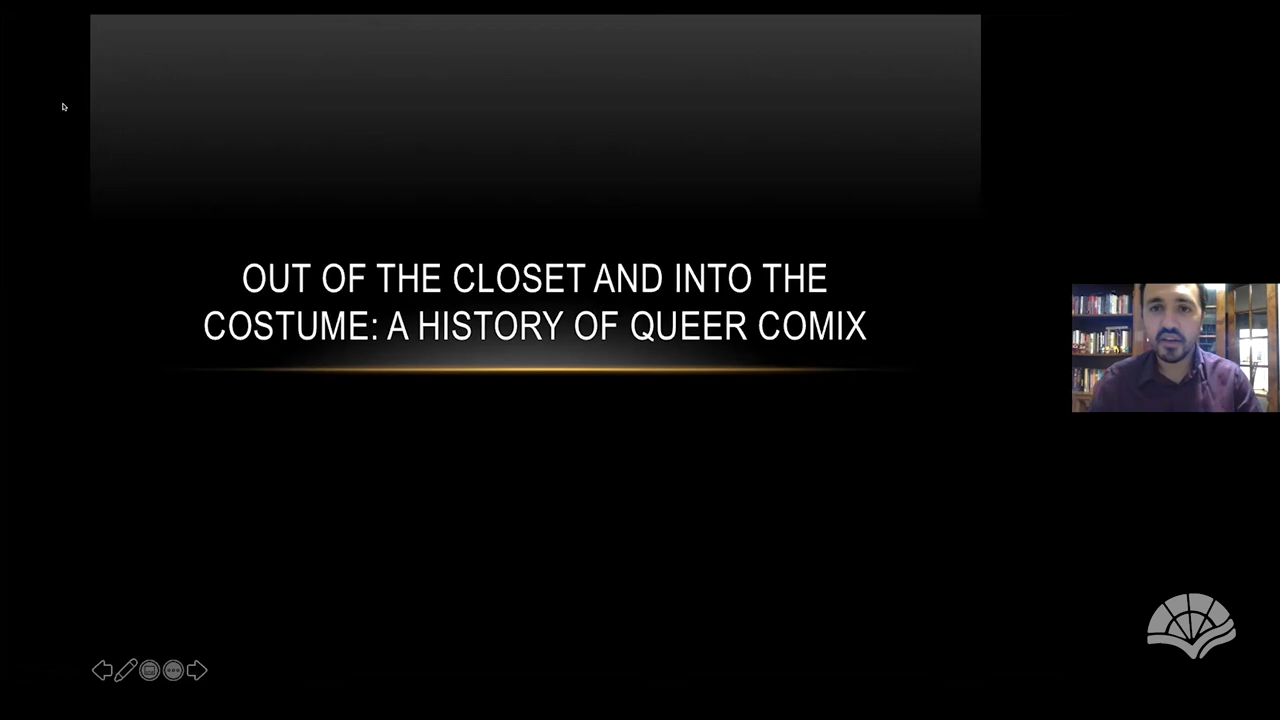 OUT OF THE CLOSET AND INTO THE
COSTUME: A HISTORY OF QUEER COMIX